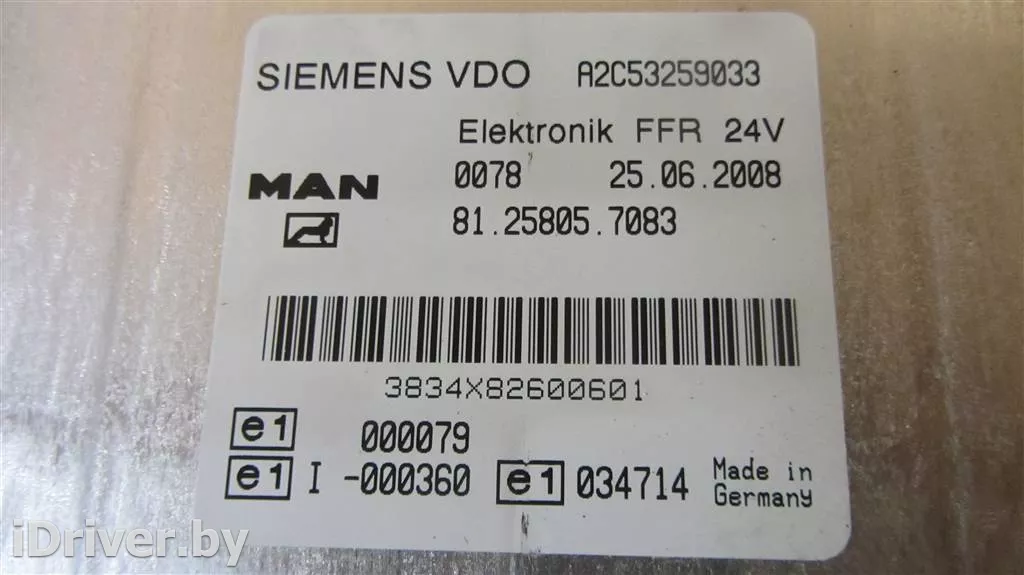 SIEMENS VDO A2C53259033
Elektronik FFR 24V
MAN 0078 25.06.2008
81.25805.7083
3834X82600601
e1 000079
e1 I -000360 e1 034714 Made in
Germany
iDriver.by